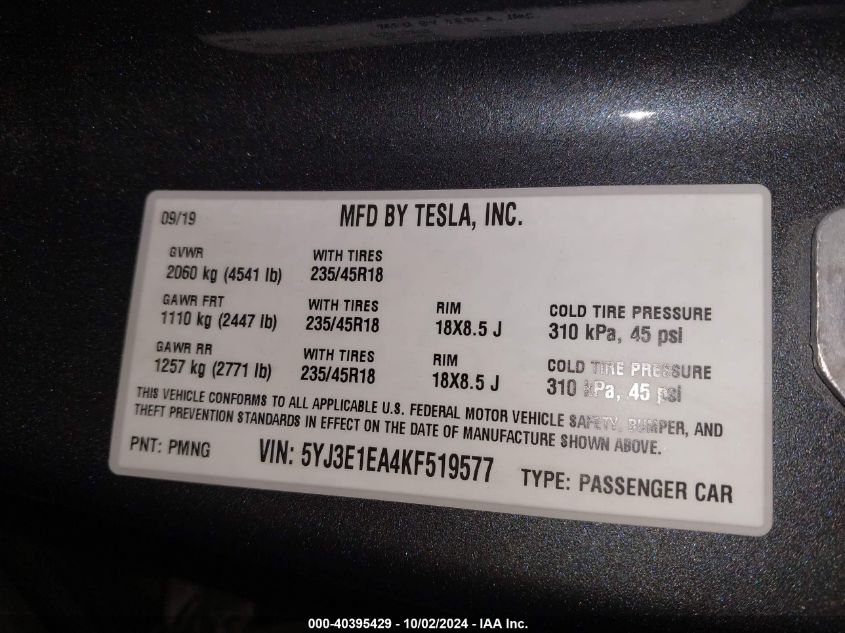 MFD BY TESLA, INC.
09/19 MFD BY TESLA, INC.
GVWR WITH TIRES
2060 kg (4541 lb) 235/45R18
GAWR FRT WITH TIRES RIM COLD TIRE PRESSURE
1110 kg (2447 lb) 235/45R18 18X8.5 J 310 kPa, 45 psi
GAWR RR WITH TIRES RIM COLD TIRE PRESSURE
1257 kg (2771 lb) 235/45R18 18X8.5 J 310 kPa, 45 psi
THIS VEHICLE CONFORMS TO ALL APPLICABLE U.S. FEDERAL MOTOR VEHICLE SAFETY, BUMPER, AND
THEFT PREVENTION STANDARDS IN EFFECT ON THE DATE OF MANUFACTURE SHOWN ABOVE.
PNT: PMNG VIN: 5YJ3E1EA4KF519577 TYPE: PASSENGER CAR
000-40395429 - 10/02/2024 - IAA Inc.